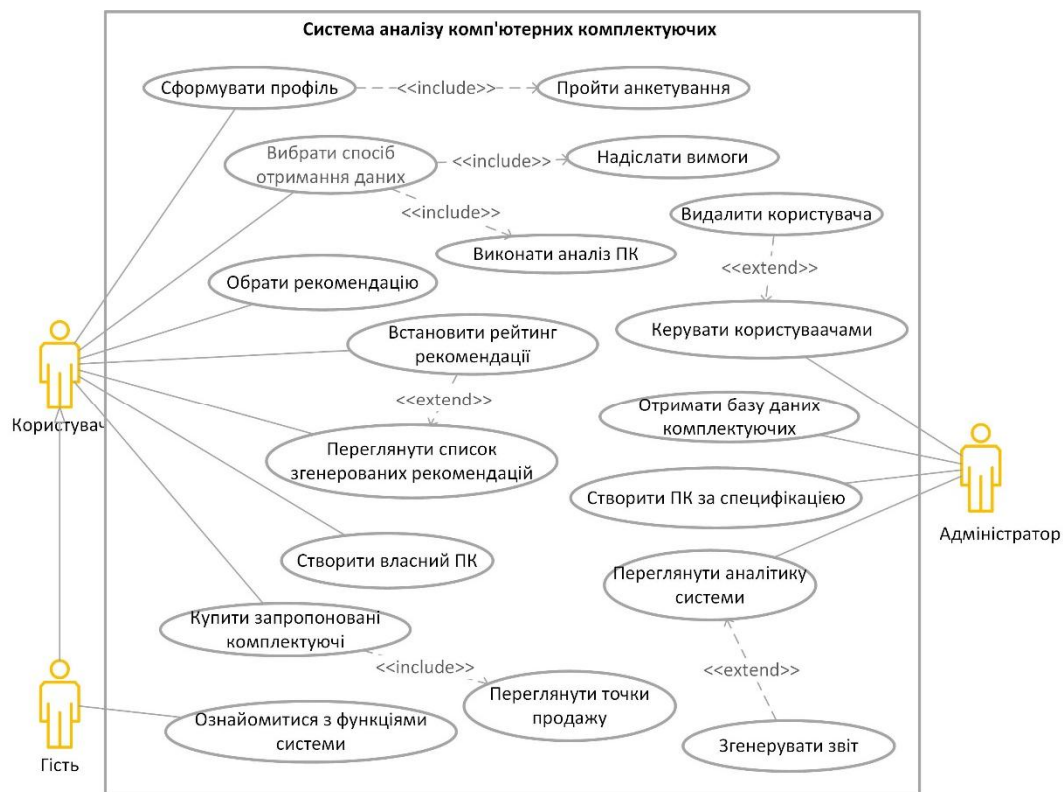 Система аналізу комп'ютерних комплектуючих
Сформувати профіль
<<include>>
Пройти анкетування
Вибрати спосіб
отримання даних
<<include>>
Надіслати вимоги
<<include>>
Виконати аналіз ПК
Видалити користувача
<<extend>>
Обрати рекомендацію
Встановити рейтинг
рекомендації
Керувати користуваачами
<<extend>>
Користувач
Отримати базу даних
комплектуючих
Переглянути список
згенерованих рекомендацій
Створити ПК за специфікацією
Адміністратор
Створити власний ПК
Переглянути аналітику
системи
Купити запропоновані
комплектуючі
<<include>>
<<extend>>
Переглянути точки
продажу
Ознайомитися з функціями
системи
Згенерувати звіт
Гість